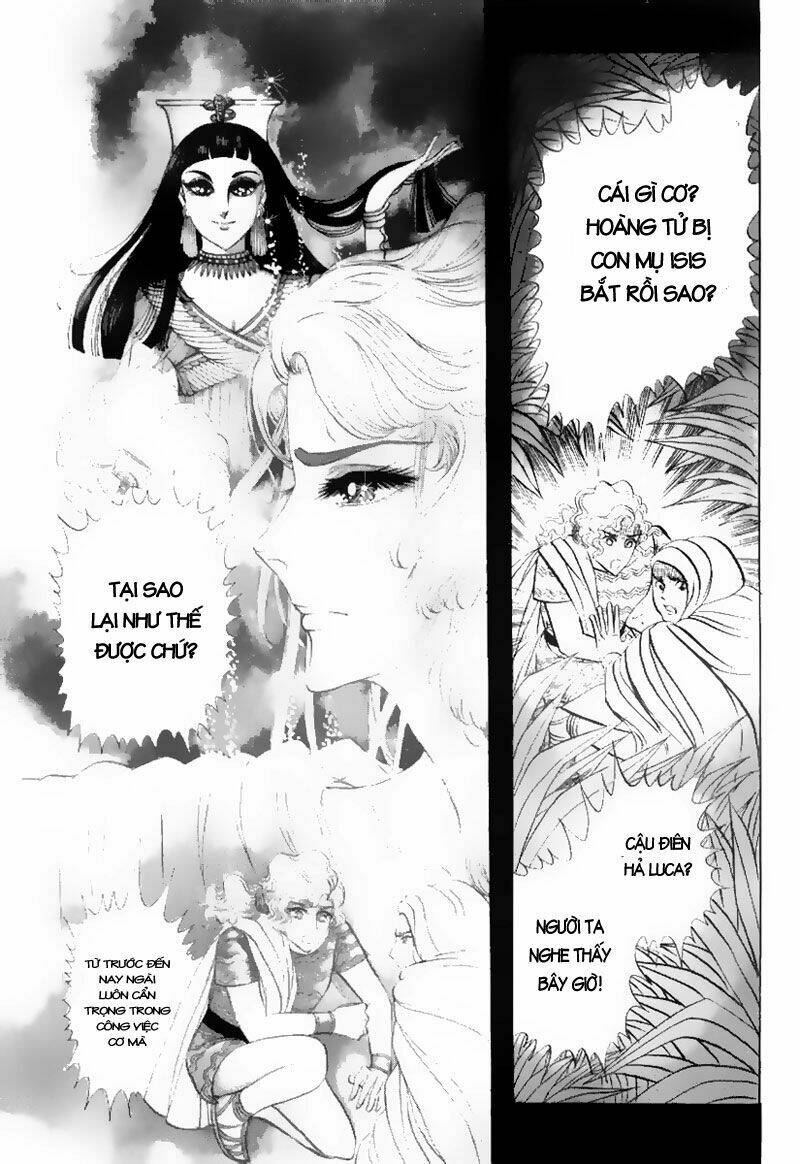 CÁI GÌ CƠ?
HOÀNG TỬ BỊ
CON MỤ ISIS
BẮT RỒI SAO?
CẬU ĐIÊN
HẢ LUCA?
NGƯỜI TA
NGHE THẤY
BÂY GIỜ!
TẠI SAO
LẠI NHƯ THẾ
ĐƯỢC CHỨ?
TỪ TRƯỚC ĐẾN
NAY NGÀI
LUÔN CẨN
TRỌNG TRONG
CÔNG VIỆC
CƠ MÀ